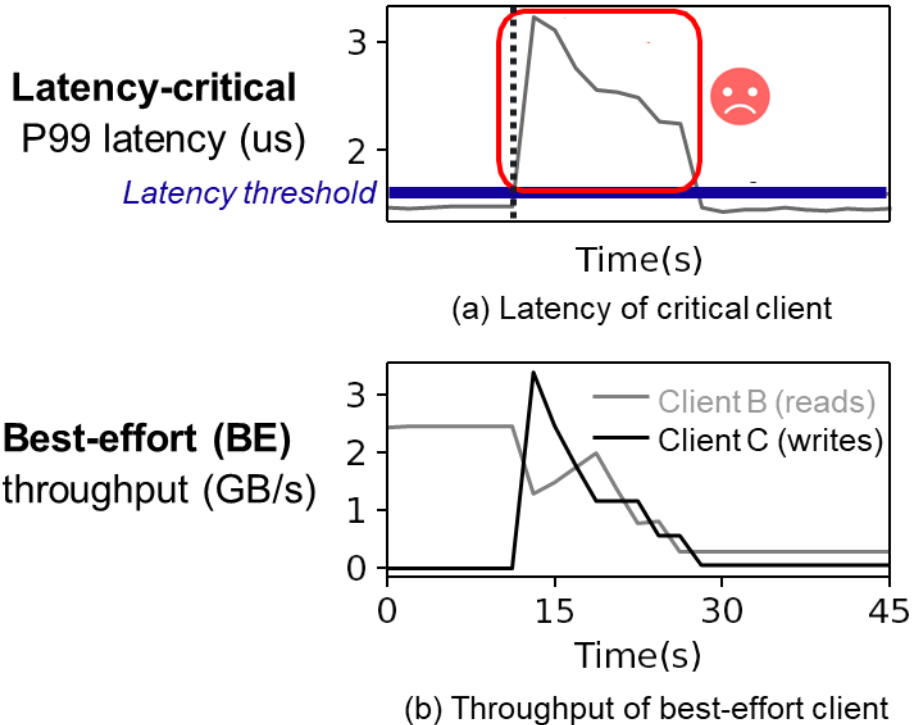 3
Latency-critical
P99 latency (us)
2
Latency threshold
Time(s)
(a) Latency of critical client
3
Client B (reads)
Best-effort (BE)
Client C (writes)
2
throughput (GB/s)
1
0
0 15 30 45
Time(s)
(b) Throughput of best-effort client